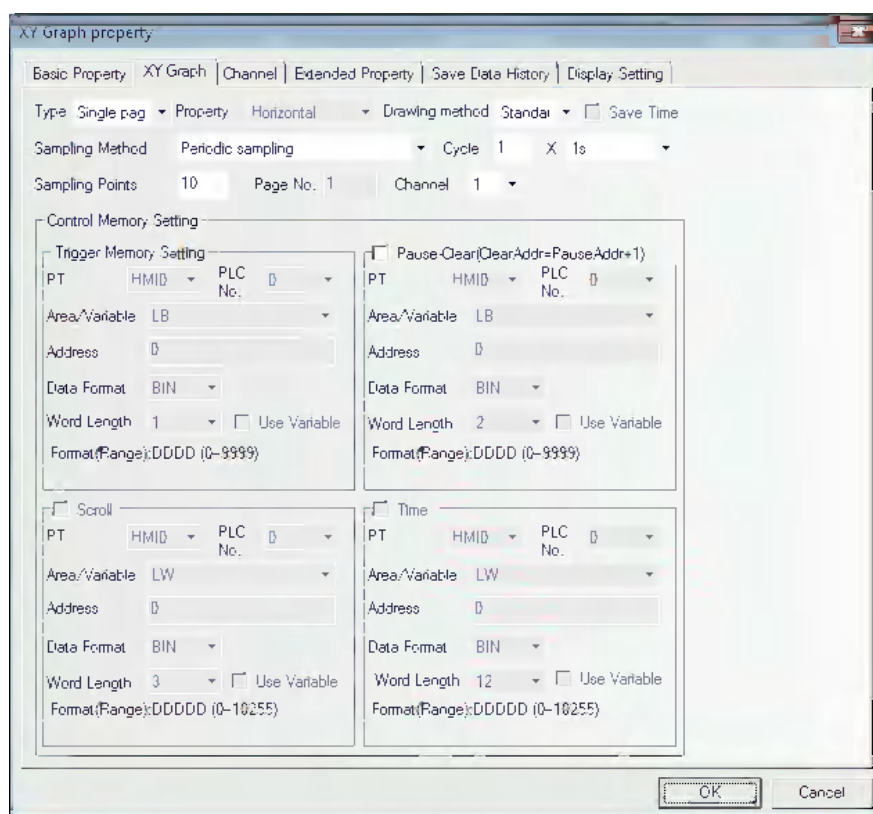 XY Graph property
Basic Property XY Graph Channel Extended Property Save Data History Display Setting
Type Single pag Property Horizontal Drawing method Standar Save Time
Sampling Method Periodic sampling Cycle 1 X 1s
Sampling Points 10 Page No. 1 Channel 1
Control Memory Setting
Trigger Memory Setting
PT HMI0 PLC No. 0
Area/Variable LB
Address 0
Data Format BIN
Word Length 1 Use Variable
Format(Range):DDDD (0~9999)
Pause-Clear(ClearAddr=PauseAddr+1)
PT HMI0 PLC No. 0
Area/Variable LB
Address 0
Data Format BIN
Word Length 2 Use Variable
Format(Range):DDDD (0~9999)
Scroll
PT HMI0 PLC No. 0
Area/Variable LW
Address 0
Data Format BIN
Word Length 3 Use Variable
Format(Range):DDDDD (0~10255)
Time
PT HMI0 PLC No. 0
Area/Variable LW
Address 0
Data Format BIN
Word Length 12 Use Variable
Format(Range):DDDDD (0~10255)
OK Cancel